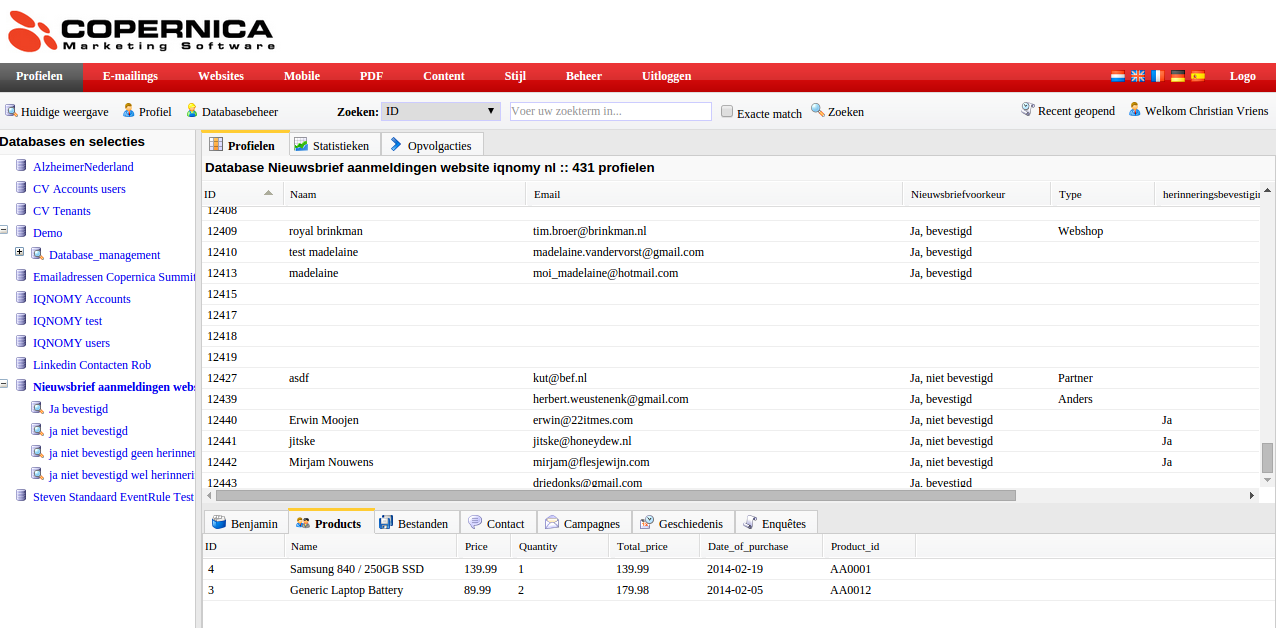 COPERNICA
Marketing Software
Profielen E-mailings Websites Mobile PDF Content Stijl Beheer Uitloggen Logo
Huidige weergave Profiel Databasebeheer Zoeken: ID Voer uw zoekterm in... Exacte match Zoeken Recent geopend Welkom Christian Vriens
Databases en selecties
AlzheimerNederland
CV Accounts users
CV Tenants
Demo
Database_management
Emailadressen Copernica Summit
IQNOMY Accounts
IQNOMY test
IQNOMY users
Linkedin Contacten Rob
Nieuwsbrief aanmeldingen webs
Ja bevestigd
ja niet bevestigd
ja niet bevestigd geen herinner
ja niet bevestigd wel herinneri
Steven Standaard EventRule Test
Profielen Statistieken Opvolgacties
Database Nieuwsbrief aanmeldingen website iqnomy nl :: 431 profielen
ID Naam Email Nieuwsbriefvoorkeur Type herinneringsbevestigin
12408
12409 royal brinkman tim.broer@brinkman.nl Ja, bevestigd Webshop
12410 test madelaine madelaine.vandervorst@gmail.com Ja, bevestigd
12413 madelaine moi_madelaine@hotmail.com Ja, bevestigd
12415
12417
12418
12419
12427 asdf kut@bef.nl Ja, niet bevestigd Partner
12439 herbert.weustenenk@gmail.com Ja, bevestigd Anders
12440 Erwin Moojen erwin@22itmes.com Ja, niet bevestigd Ja
12441 jitske jitske@honeydew.nl Ja, niet bevestigd Ja
12442 Mirjam Nouwens mirjam@flesjewijn.com Ja, niet bevestigd Ja
12443 driedonks@gmail.com Ja, bevestigd
Benjamin Products Bestanden Contact Campagnes Geschiedenis Enquêtes
ID Name Price Quantity Total_price Date_of_purchase Product_id
4 Samsung 840 / 250GB SSD 139.99 1 139.99 2014-02-19 AA0001
3 Generic Laptop Battery 89.99 2 179.98 2014-02-05 AA0012